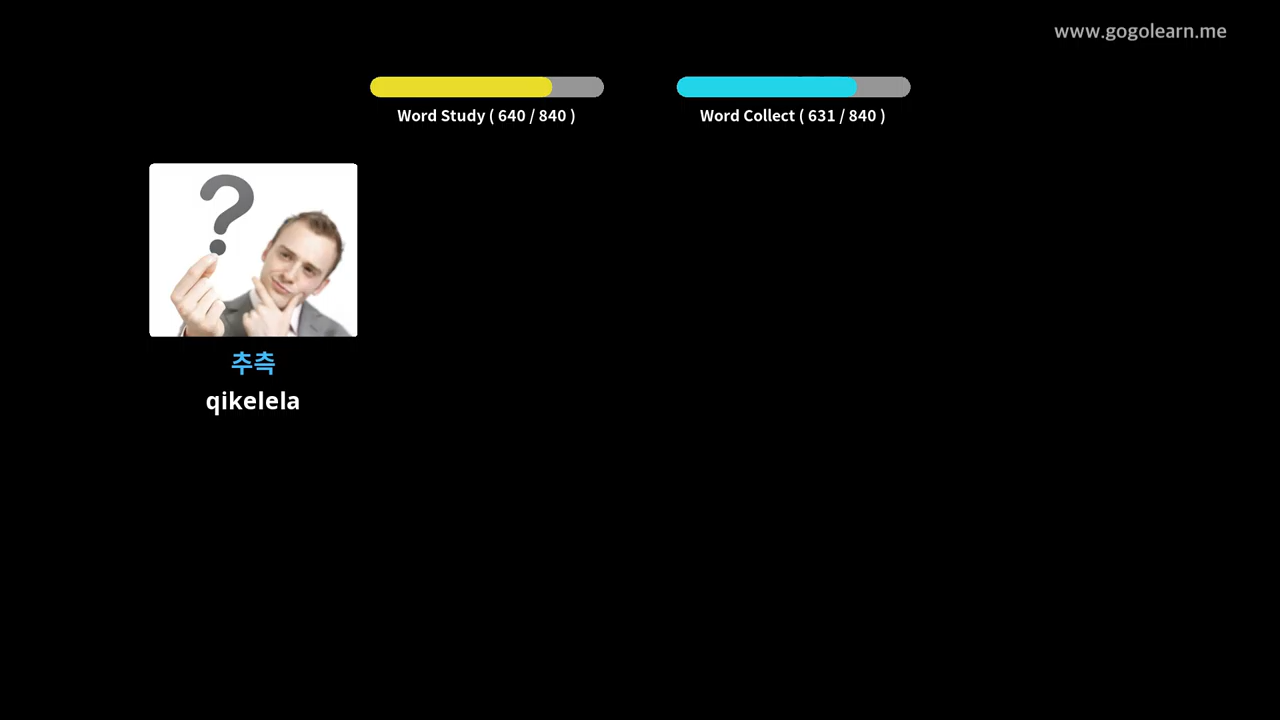 www.gogolearn.me
Word Study ( 640 / 840 )
Word Collect ( 631 / 840 )
?
추측
qikelela